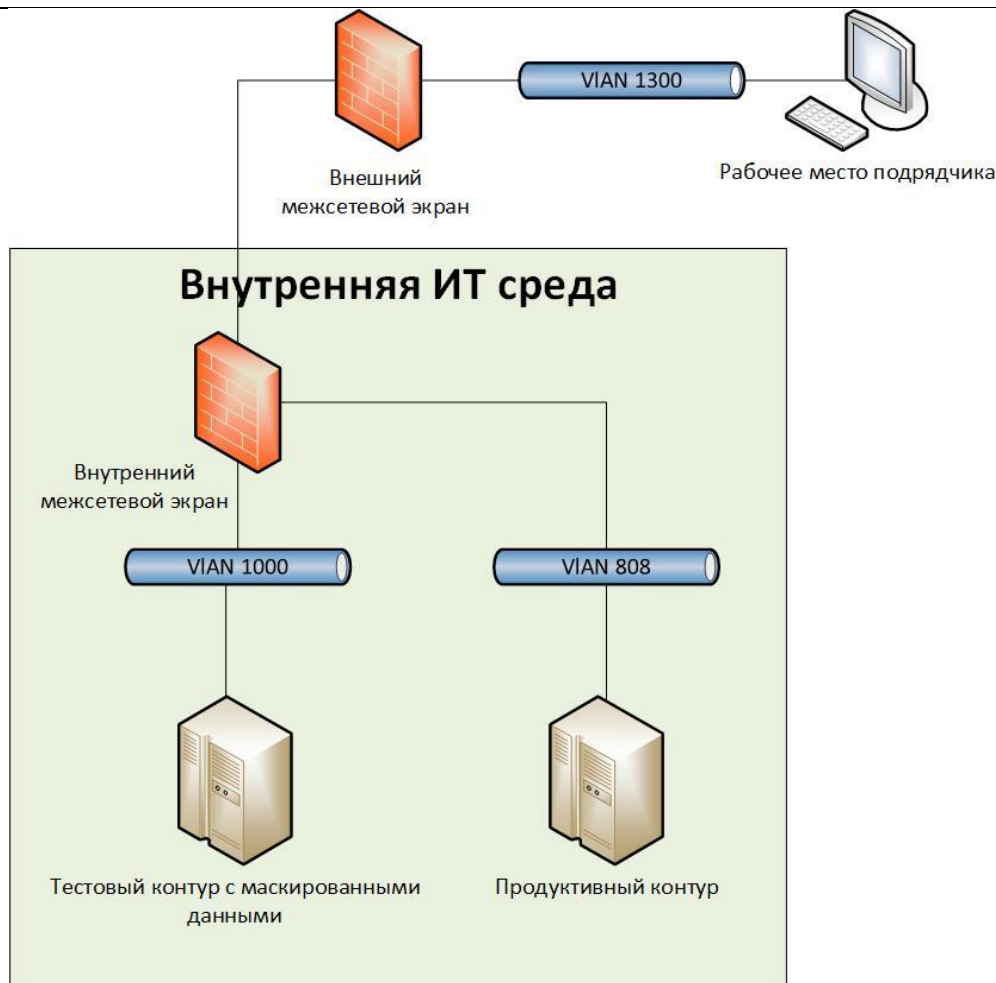 VlAN 1300
Внешний
межсетевой экран
Рабочее место подрядчика
Внутренняя ИТ среда
Внутренний
межсетевой экран
VlAN 1000
VlAN 808
Тестовый контур с маскированными
данными
Продуктивный контур